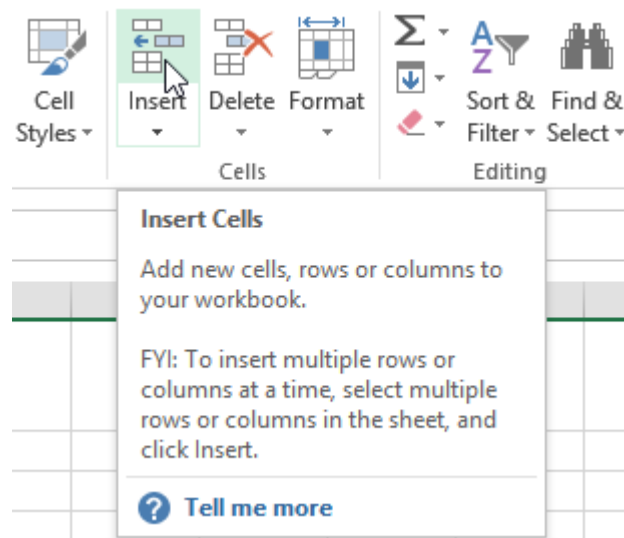 Cell
Styles
Insert
Delete
Format
Sort &
Filter
Find &
Select
Cells
Editing
Insert Cells
Add new cells, rows or columns to
your workbook.
FYI: To insert multiple rows or
columns at a time, select multiple
rows or columns in the sheet, and
click Insert.
Tell me more